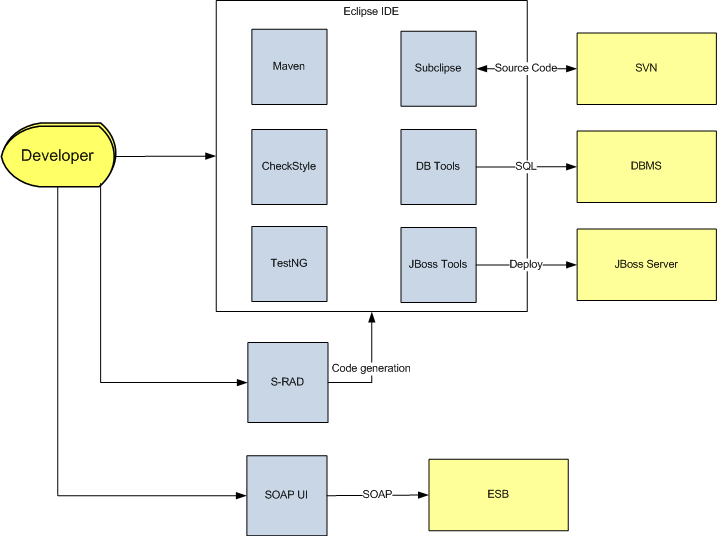 Eclipse IDE
Maven
Subclipse
Source Code
SVN
Developer
CheckStyle
DB Tools
SQL
DBMS
TestNG
JBoss Tools
Deploy
JBoss Server
Code generation
S-RAD
SOAP UI
SOAP
ESB